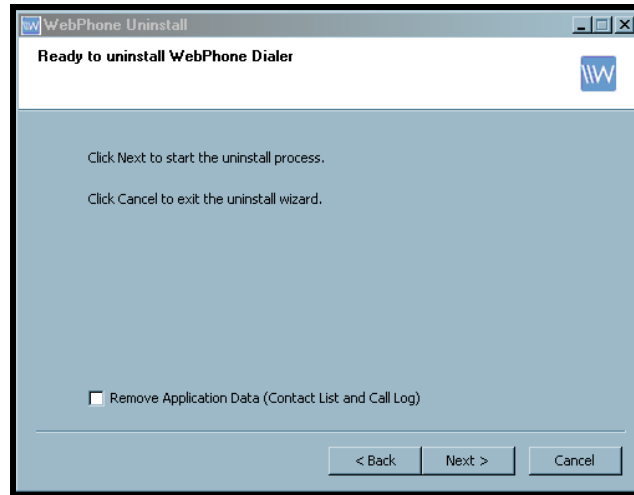 WebPhone Uninstall
Ready to uninstall WebPhone Dialer
Click Next to start the uninstall process.
Click Cancel to exit the uninstall wizard.
Remove Application Data (Contact List and Call Log)
< Back Next > Cancel